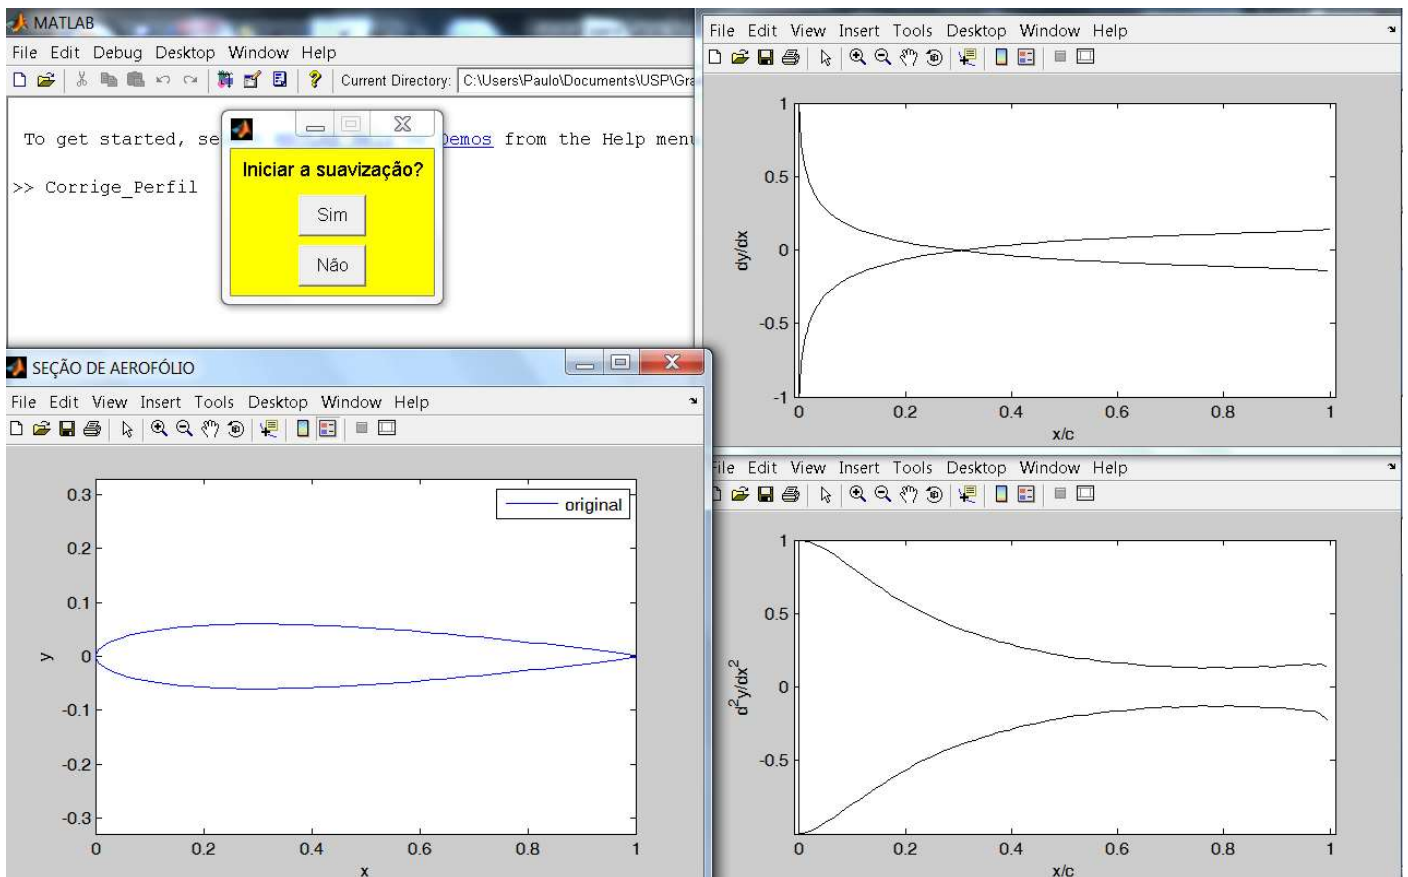 MATLAB
File Edit Debug Desktop Window Help
Current Directory: C:\Users\Paulo\Documents\USP\Gra
To get started, se
Demos from the Help menu
>> Corrige_Perfil
Iniciar a suavização?
Sim
Não
File Edit View Insert Tools Desktop Window Help
1
0.5
0
-0.5
-1
dy/dx
0 0.2 0.4 0.6 0.8 1
x/c
SEÇÃO DE AEROFÓLIO
File Edit View Insert Tools Desktop Window Help
original
0.3
0.2
0.1
0
-0.1
-0.2
-0.3
y
0 0.2 0.4 0.6 0.8 1
x
File Edit View Insert Tools Desktop Window Help
1
0.5
0
-0.5
d²y/dx²
0 0.2 0.4 0.6 0.8 1
x/c